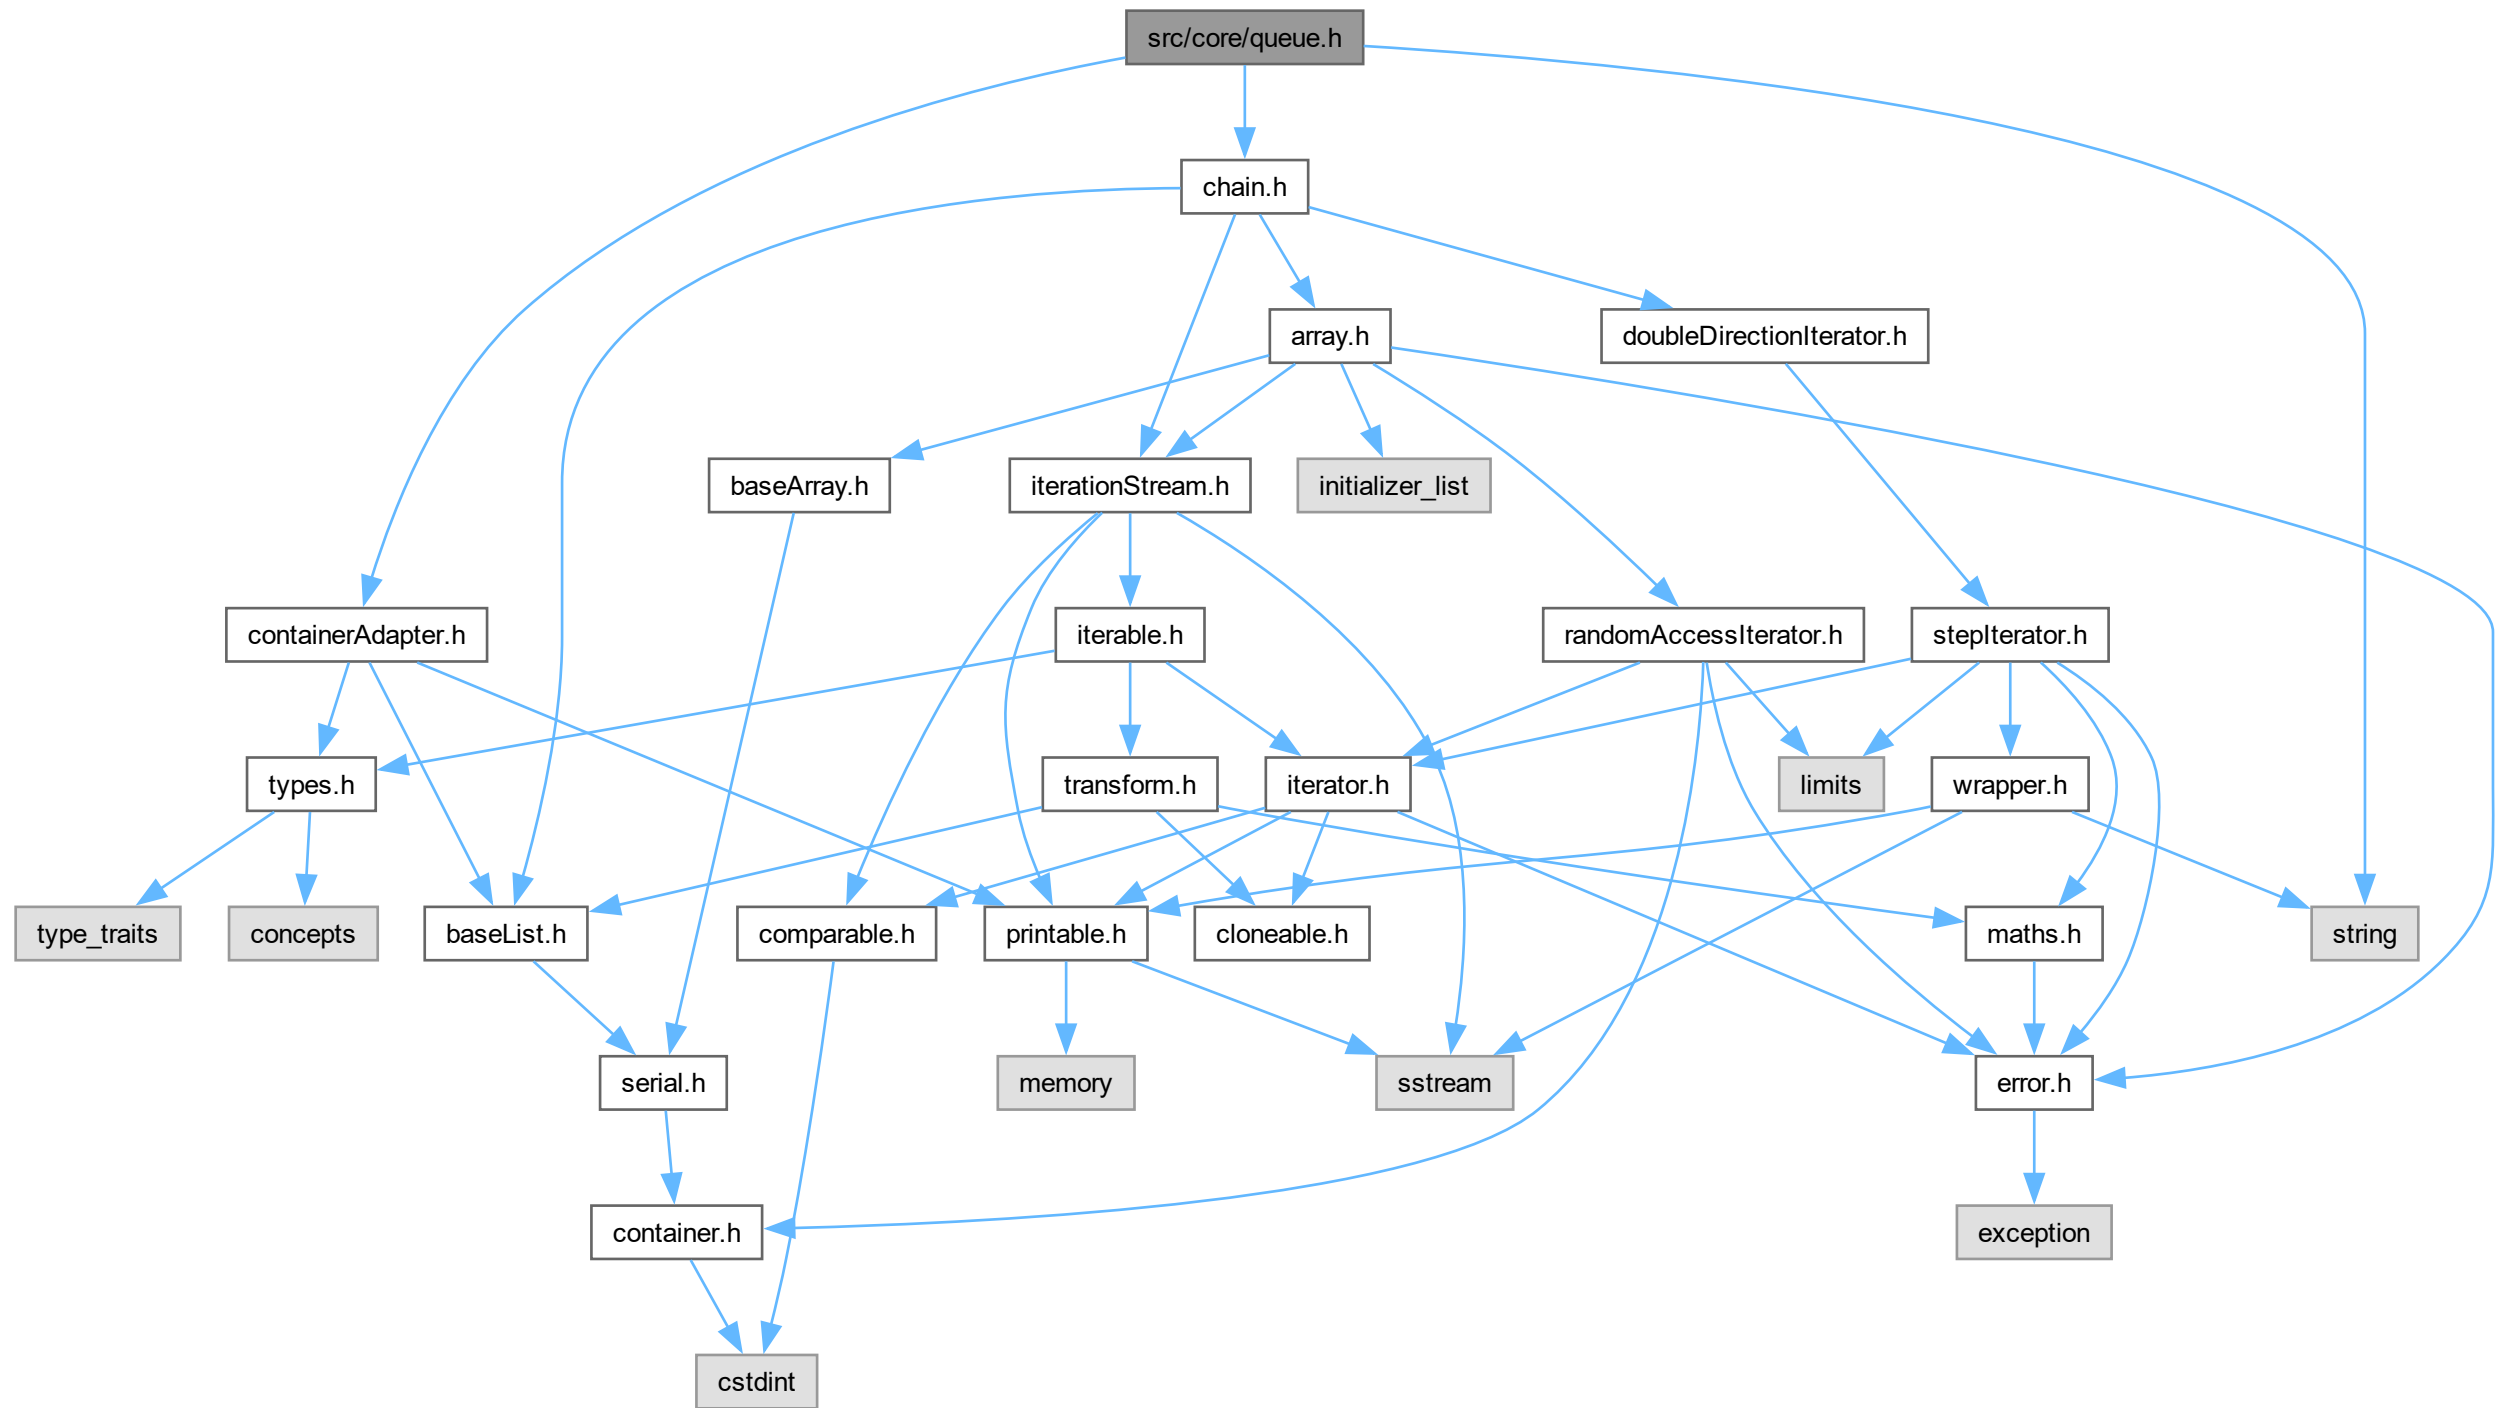 src/core/queue.h
chain.h
array.h
doubleDirectionIterator.h
baseArray.h
iterationStream.h
initializer_list
containerAdapter.h
iterable.h
randomAccessIterator.h
stepIterator.h
types.h
transform.h
iterator.h
limits
wrapper.h
type_traits
concepts
baseList.h
comparable.h
printable.h
cloneable.h
maths.h
string
serial.h
memory
sstream
error.h
container.h
exception
cstdint